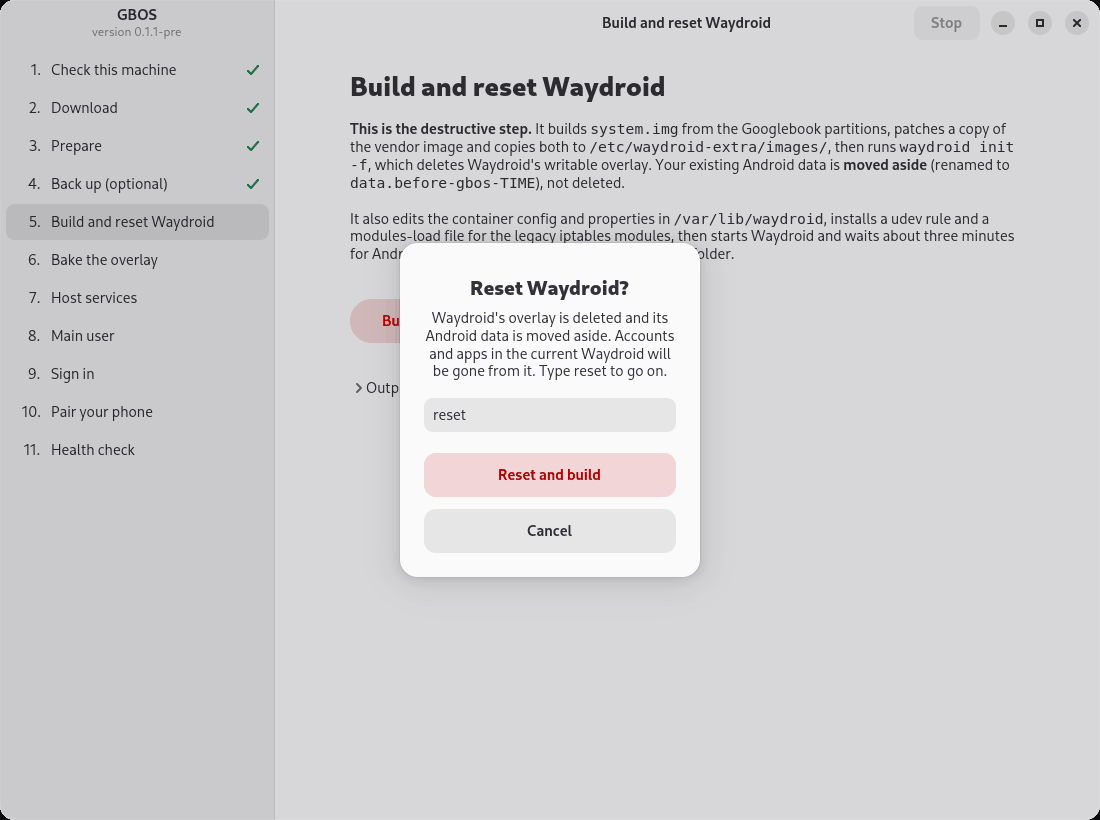 GBOS
version 0.1.1-pre
1. Check this machine
2. Download
3. Prepare
4. Back up (optional)
5. Build and reset Waydroid
6. Bake the overlay
7. Host services
8. Main user
9. Sign in
10. Pair your phone
11. Health check
Build and reset Waydroid
Stop
Build and reset Waydroid
This is the destructive step. It builds system.img from the Googlebook partitions, patches a copy of
the vendor image and copies both to /etc/waydroid-extra/images/, then runs waydroid init
-f, which deletes Waydroid's writable overlay. Your existing Android data is moved aside (renamed to
data.before-gbos-TIME), not deleted.
It also edits the container config and properties in /var/lib/waydroid, installs a udev rule and a
modules-load file for the legacy iptables modules, then starts Waydroid and waits about three minutes
for
Reset Waydroid?
Waydroid's overlay is deleted and its
Android data is moved aside. Accounts
and apps in the current Waydroid will
be gone from it. Type reset to go on.
reset
Reset and build
Cancel